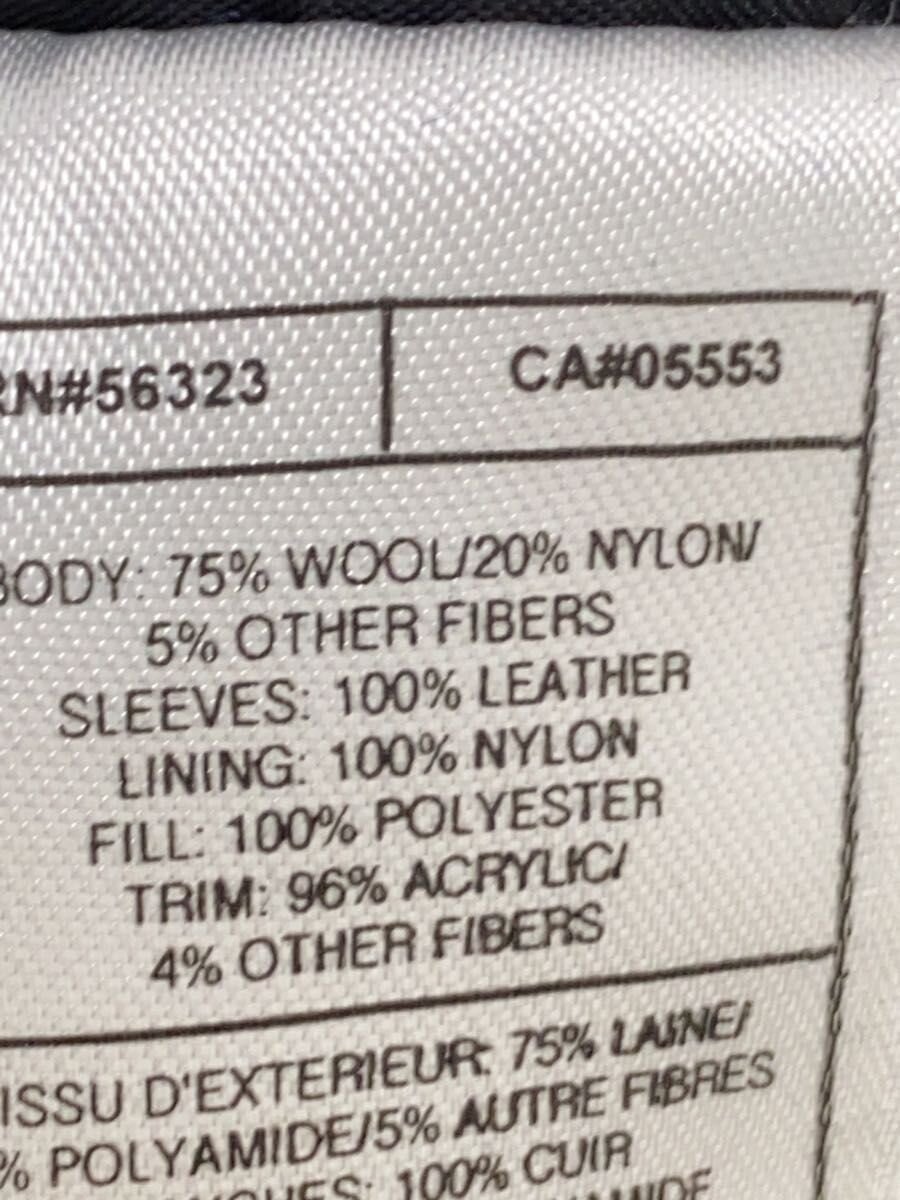 RN#56323
CA#05553
BODY: 75% WOOL/20% NYLON/
5% OTHER FIBERS
SLEEVES: 100% LEATHER
LINING: 100% NYLON
FILL: 100% POLYESTER
TRIM: 96% ACRYLIC/
4% OTHER FIBERS
ISSU D'EXTERIEUR: 75% LAINE/
% POLYAMIDE/5% AUTRE FIBRES
100% CUIR